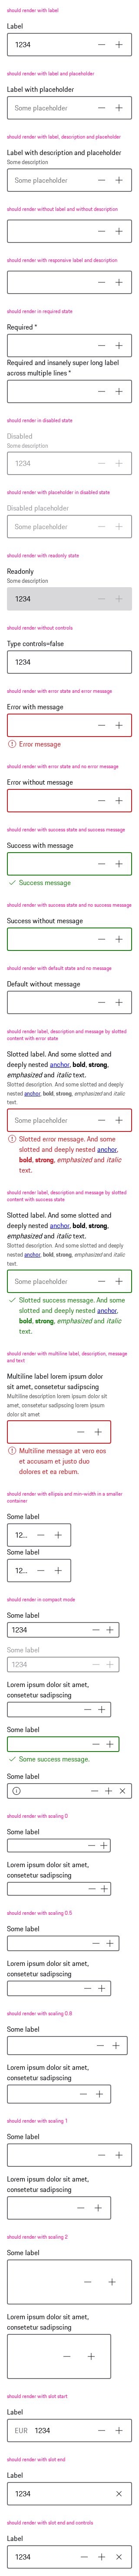 should render with label
Label
1234
should render with label and placeholder
Label with placeholder
Some placeholder
should render with label, description and placeholder
Label with description and placeholder
Some description
Some placeholder
should render without label and without description
should render with responsive label and description
should render in required state
Required *
Required and insanely super long label
across multiple lines *
should render in disabled state
Disabled
Some description
1234
should render with placeholder in disabled state
Disabled placeholder
Some placeholder
should render with readonly state
Readonly
Some description
1234
should render without controls
Type controls=false
1234
should render with error state and error message
Error with message
Error message
should render with error state and no error message
Error without message
should render with success state and success message
Success with message
Success message
should render with success state and no success message
Success without message
should render with default state and no message
Default without message
should render label, description and message by slotted
content with error state
Slotted label. And some slotted and
deeply nested anchor, bold, strong,
emphasized and italic text.
Slotted description. And some slotted and deeply
nested anchor, bold, strong, emphasized and italic
text.
Some placeholder
Slotted error message. And some
slotted and deeply nested anchor,
bold, strong, emphasized and italic
text.
should render label, description and message by slotted
content with success state
Slotted label. And some slotted and
deeply nested anchor, bold, strong,
emphasized and italic text.
Slotted description. And some slotted and deeply
nested anchor, bold, strong, emphasized and italic
text.
Some placeholder
Slotted success message. And some
slotted and deeply nested anchor,
bold, strong, emphasized and italic
text.
should render with multiline label, description, message
and text
Multiline label lorem ipsum dolor
sit amet, consetetur sadipscing
Multiline description lorem ipsum dolor sit
amet, consetetur sadipscing lorem ipsum
dolor sit amet
Multiline message at vero eos
et accusam et justo duo
dolores et ea rebum.
should render with ellipsis and min-width in a smaller
container
Some label
12...
Some label
12...
should render in compact mode
Some label
1234
Some label
1234
Lorem ipsum dolor sit amet,
consetetur sadipscing
Some label
Some success message.
Some label
should render with scaling 0
Some label
Lorem ipsum dolor sit amet,
consetetur sadipscing
should render with scaling 0.5
Some label
Lorem ipsum dolor sit amet,
consetetur sadipscing
should render with scaling 0.8
Some label
Lorem ipsum dolor sit amet,
consetetur sadipscing
should render with scaling 1
Some label
Lorem ipsum dolor sit amet,
consetetur sadipscing
should render with scaling 2
Some label
Lorem ipsum dolor sit amet,
consetetur sadipscing
should render with slot start
Label
EUR 1234
should render with slot end
Label
1234
should render with slot end and controls
Label
1234